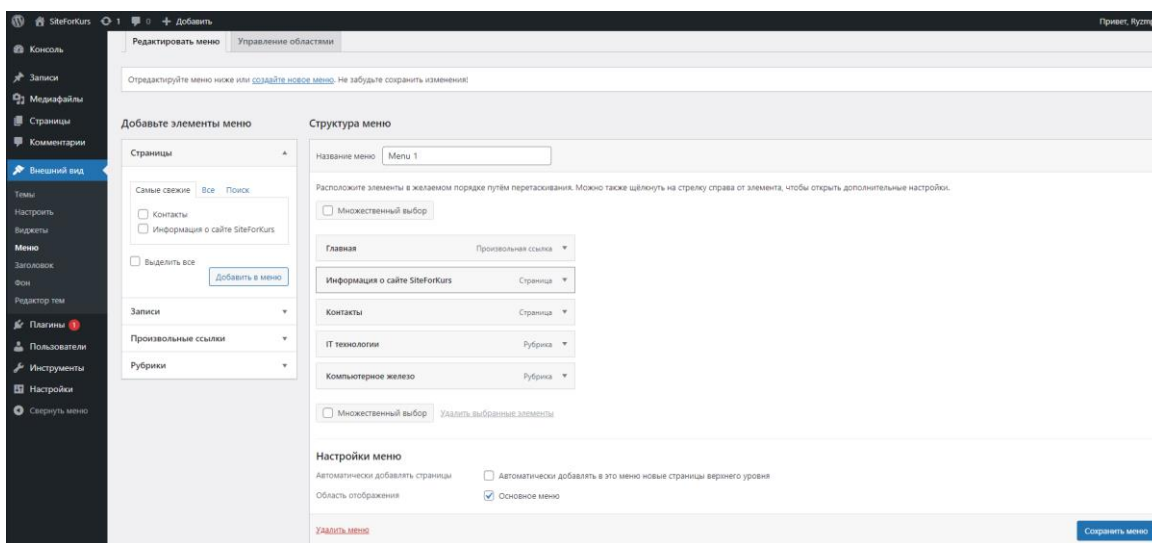 SiteForKurs 1 0 + Добавить Привет, Ryzm
Консоль
Записи
Медиафайлы
Страницы
Комментарии
Внешний вид
Темы
Настроить
Виджеты
Меню
Заголовок
Фон
Редактор тем
Плагины 1
Пользователи
Инструменты
Настройки
Свернуть меню
Редактировать меню Управление областями
Отредактируйте меню ниже или создайте новое меню. Не забудьте сохранить изменения!
Добавьте элементы меню
Страницы
Самые свежие Все Поиск
Контакты
Информация о сайте SiteForKurs
Выделить все
Добавить в меню
Записи
Произвольные ссылки
Рубрики
Структура меню
Название меню Menu 1
Расположите элементы в желаемом порядке путём перетаскивания. Можно также щёлкнуть на стрелку справа от элемента, чтобы открыть дополнительные настройки.
Множественный выбор
Главная Произвольная ссылка
Информация о сайте SiteForKurs Страница
Контакты Страница
IT технологии Рубрика
Компьютерное железо Рубрика
Множественный выбор Удалить выбранные элементы
Настройки меню
Автоматически добавлять страницы Автоматически добавлять в это меню новые страницы верхнего уровня
Область отображения Основное меню
Удалить меню Сохранить меню